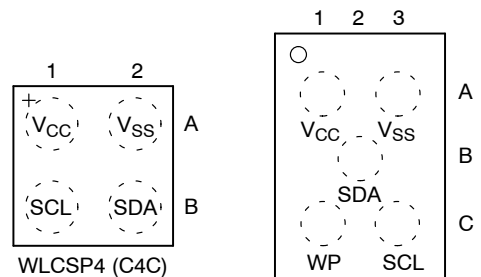 1 2
VCC VSS A
SCL SDA B
WLCSP4 (C4C)
1 2 3
A
VCC VSS
B
SDA
C
WP SCL